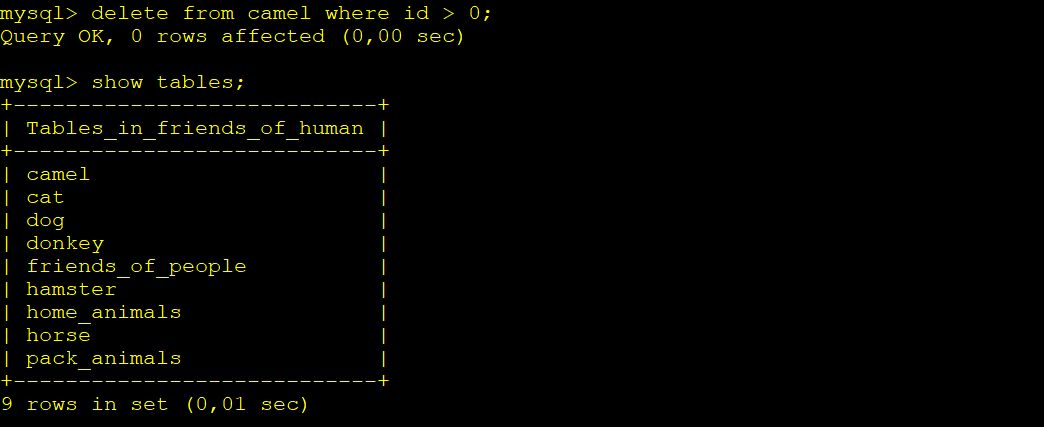 mysql> delete from camel where id > 0;
Query OK, 0 rows affected (0,00 sec)

mysql> show tables;
+----------------------------+
| Tables_in_friends_of_human |
+----------------------------+
| camel                      |
| cat                        |
| dog                        |
| donkey                     |
| friends_of_people          |
| hamster                    |
| home_animals               |
| horse                      |
| pack_animals               |
+----------------------------+
9 rows in set (0,01 sec)